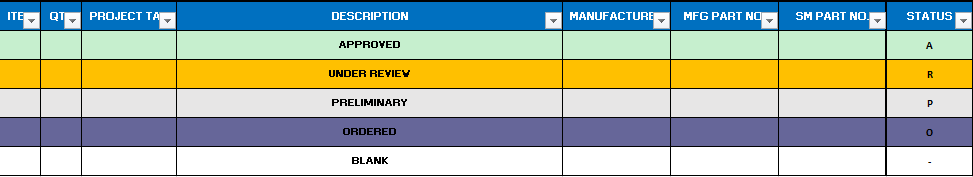 ITE QT PROJECT TA DESCRIPTION MANUFACTURE MFG PART NO SM PART NO. STATUS
APPROVED A
UNDER REVIEW R
PRELIMINARY P
ORDERED O
BLANK -